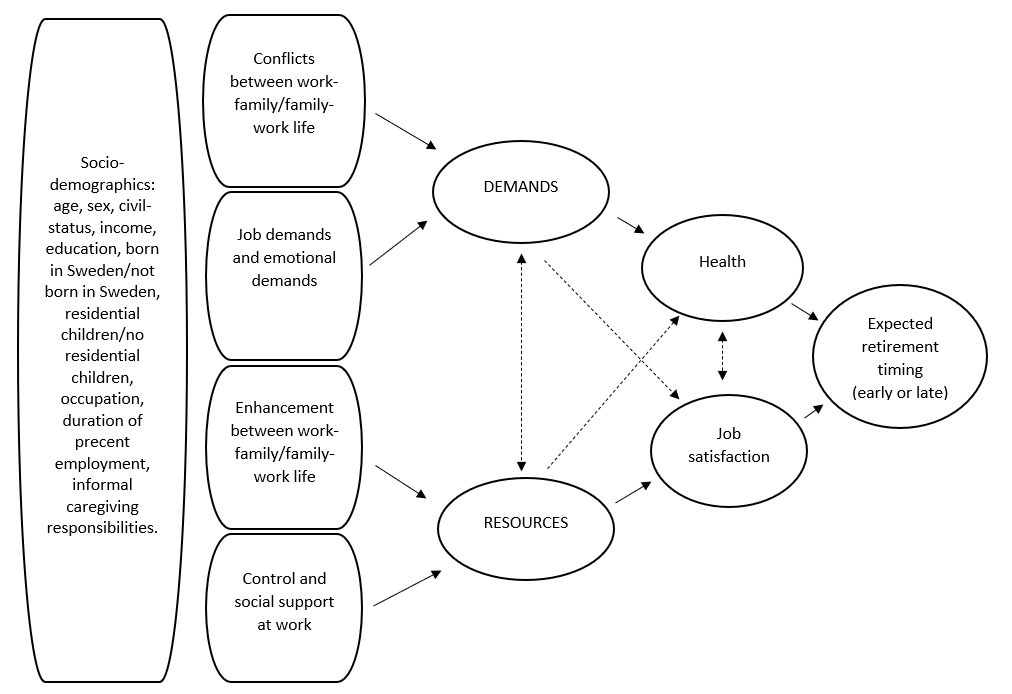 Socio-
demographics:
age, sex, civil-
status, income,
education, born
in Sweden/not
born in Sweden,
residential
children/no
residential
children,
occupation,
duration of
precent
employment,
informal
caregiving
responsibilities.
Conflicts
between work-
family/family-
work life
Job demands
and emotional
demands
Enhancement
between work-
family/family-
work life
Control and
social support
at work
DEMANDS
RESOURCES
Health
Job
satisfaction
Expected
retirement
timing
(early or late)